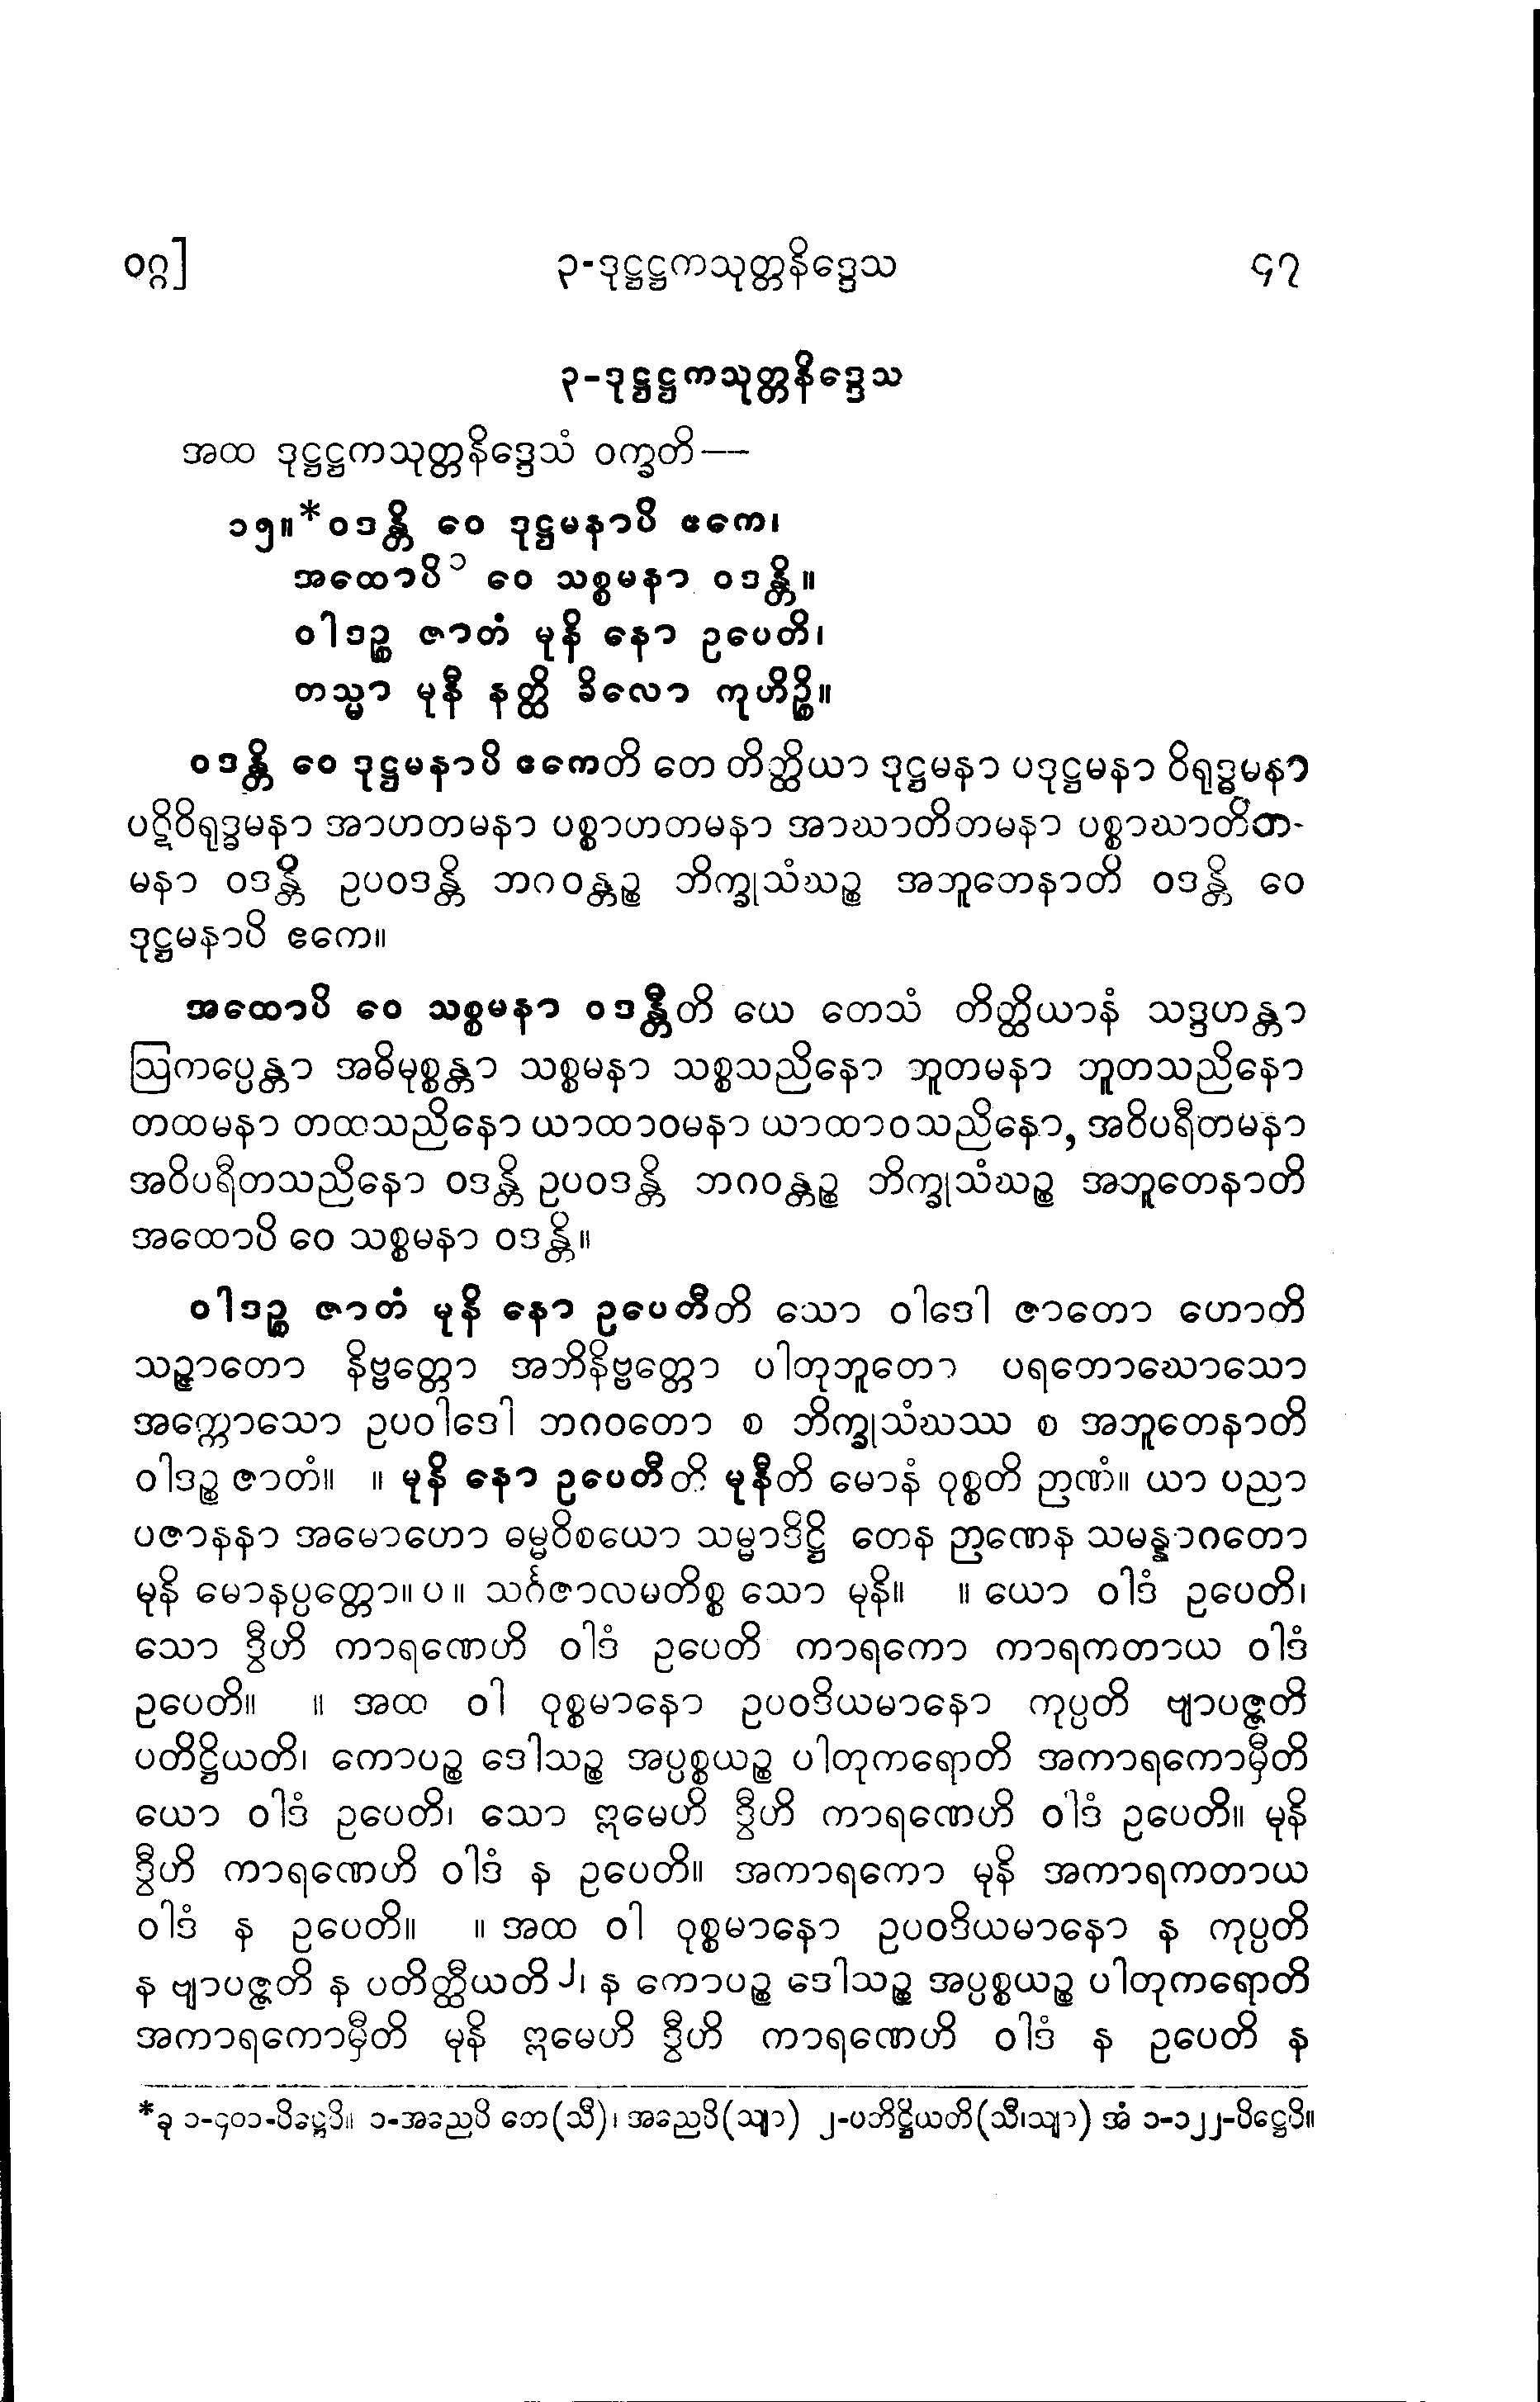 ဝဂ္ဂ] ၃-ဒုဋ္ဌဋ္ဌကသုတ္တနိဒ္ဒေသ ၄၇
၃-ဒုဋ္ဌဋ္ဌကသုတ္တနိဒ္ဒေသ
အထ ဒုဋ္ဌဋ္ဌကသုတ္တနိဒ္ဒေသံ ဝက္ခတိ—
၁၅။*ဝဒန္တိ ဝေ ဒုဋ္ဌမနာပိ ဧကေ၊
အထောပိ၁ ဝေ သစ္စမနာ ဝဒန္တိ။
ဝါဒဉ္စ ဇာတံ မုနိ နော ဥပေတိ၊
တသ္မာ မုနီ နတ္ထိ ခိလော ကုဟိဉ္စိ။
ဝဒန္တိ ဝေ ဒုဋ္ဌမနာပိ ဧကေတိ တေ တိတ္ထိယာ ဒုဋ္ဌမနာ ပဒုဋ္ဌမနာ ဝိရုဒ္ဓမနာ
ပဋိဝိရုဒ္ဓမနာ အာဟတမနာ ပစ္စာဟတမနာ အာဃာတိတမနာ ပစ္စာဃာတိတ-
မနာ ဝဒန္တိ ဥပဝဒန္တိ ဘဂဝန္တဉ္စ ဘိက္ခုသံဃဉ္စ အဘူတေနာတိ ဝဒန္တိ ဝေ
ဒုဋ္ဌမနာပိ ဧကေ။
အထောပိ ဝေ သစ္စမနာ ဝဒန္တီတိ ယေ တေသံ တိတ္ထိယာနံ သဒ္ဒဟန္တာ
ဩကပ္ပေန္တာ အဓိမုစ္စန္တာ သစ္စမနာ သစ္စသညိနော ဘူတမနာ ဘူတသညိနော
တထမနာ တထသညိနော ယာထာဝမနာ ယာထာဝသညိနော, အဝိပရီတမနာ
အဝိပရီတသညိနော ဝဒန္တိ ဥပဝဒန္တိ ဘဂဝန္တဉ္စ ဘိက္ခုသံဃဉ္စ အဘူတေနာတိ
အထောပိ ဝေ သစ္စမနာ ဝဒန္တိ။
ဝါဒဉ္စ ဇာတံ မုနိ နော ဥပေတီတိ သော ဝါဒေါ ဇာတော ဟောတိ
သဉ္ဇာတော နိဗ္ဗတ္တော အဘိနိဗ္ဗတ္တော ပါတုဘူတော ပရတောဃောသော
အက္ကောသော ဥပဝါဒေါ ဘဂဝတော စ ဘိက္ခုသံဃဿ စ အဘူတေနာတိ
ဝါဒဉ္စ ဇာတံ။ ။ မုနိ နော ဥပေတီတိ မုနီတိ မောနံ ဝုစ္စတိ ဉာဏံ။ ယာ ပညာ
ပဇာနနာ အမောဟော ဓမ္မဝိစယော သမ္မာဒိဋ္ဌိ တေန ဉာဏေန သမန္နာဂတော
မုနိ မောနပ္ပတ္တော။ ပ။ သင်္ဂဇာလမတိစ္စ သော မုနိ။ ။ ယော ဝါဒံ ဥပေတိ၊
သော ဒွီဟိ ကာရဏေဟိ ဝါဒံ ဥပေတိ ကာရကော ကာရကတာယ ဝါဒံ
ဥပေတိ။ ။ အထ ဝါ ဝုစ္စမာနော ဥပဝဒိယမာနော ကုပ္ပတိ ဗျာပဇ္ဇတိ
ပတိဋ္ဌိယတိ၊ ကောပဉ္စ ဒေါသဉ္စ အပ္ပစ္စယဉ္စ ပါတုကရောတိ အကာရကောမှီတိ
ယော ဝါဒံ ဥပေတိ၊ သော ဣမေဟိ ဒွီဟိ ကာရဏေဟိ ဝါဒံ ဥပေတိ။ မုနိ
ဒွီဟိ ကာရဏေဟိ ဝါဒံ န ဥပေတိ။ အကာရကော မုနိ အကာရကတာယ
ဝါဒံ န ဥပေတိ။ ။ အထ ဝါ ဝုစ္စမာနော ဥပဝဒိယမာနော န ကုပ္ပတိ
န ဗျာပဇ္ဇတိ န ပတိတ္ထီယတိ၂၊ န ကောပဉ္စ ဒေါသဉ္စ အပ္ပစ္စယဉ္စ ပါတုကရောတိ
အကာရကောမှီတိ မုနိ ဣမေဟိ ဒွီဟိ ကာရဏေဟိ ဝါဒံ န ဥပေတိ န
*ခု ၁-၄၀၁-ပိဋ္ဌေပိ။ ၁-အညေပိ တေ(သီ)၊ အညေပိ(သျာ) ၂-ပတိဋ္ဌိယတိ(သီ၊သျာ) အံ ၁-၁၂၂-ပိဋ္ဌေပိ။